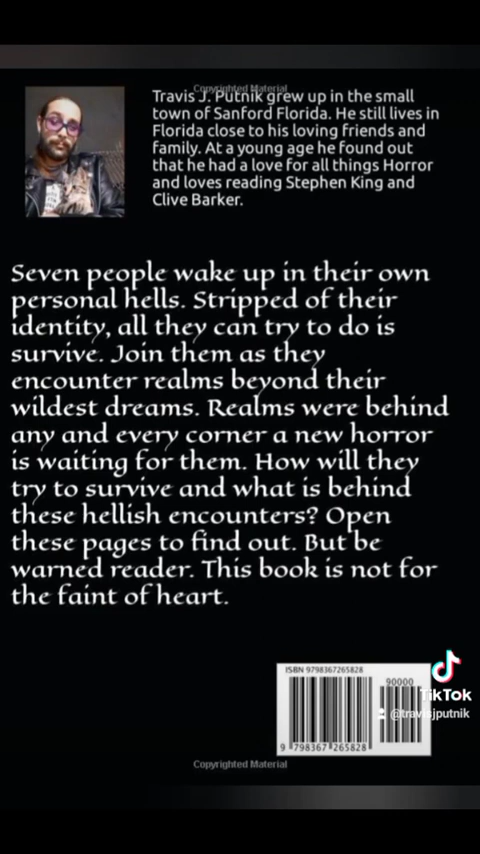 Copyrighted Material
Travis J. Putnik grew up in the small
town of Sanford Florida. He still lives in
Florida close to his loving friends and
family. At a young age he found out
that he had a love for all things Horror
and loves reading Stephen King and
Clive Barker.
Seven people wake up in their own
personal hells. Stripped of their
identity, all they can try to do is
survive. Join them as they
encounter realms beyond their
wildest dreams. Realms were behind
any and every corner a new horror
is waiting for them. How will they
try to survive and what is behind
these hellish encounters? Open
these pages to find out. But be
warned reader. This book is not for
the faint of heart.
ISBN 9798367265828
90000
9 798367 265828
TikTok
@travisjputnik
Copyrighted Material